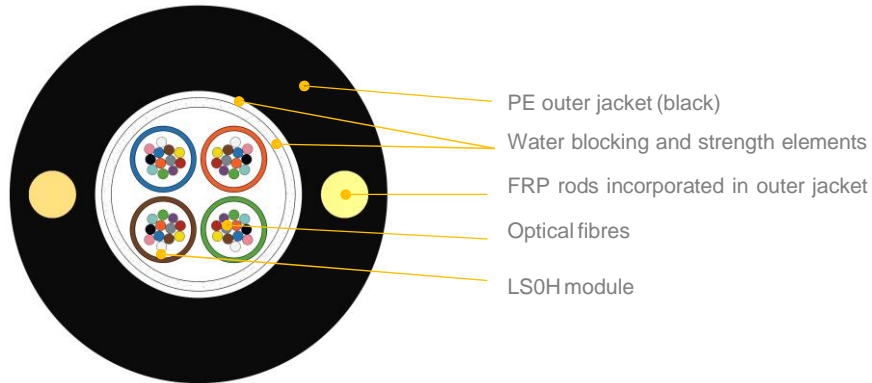 PE outer jacket (black)
Water blocking and strength elements
FRP rods incorporated in outer jacket
Optical fibres
LS0H module